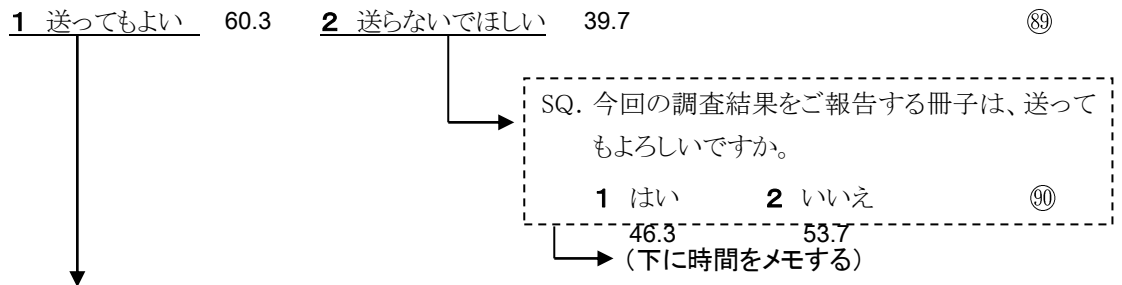 1 送ってもよい 60.3 2 送らないでほしい 39.7 ㊴
SQ. 今回の調査結果をご報告する冊子は、送って
もよろしいですか。
1 はい 2 いいえ
46.3 53.7
(下に時間をメモする)